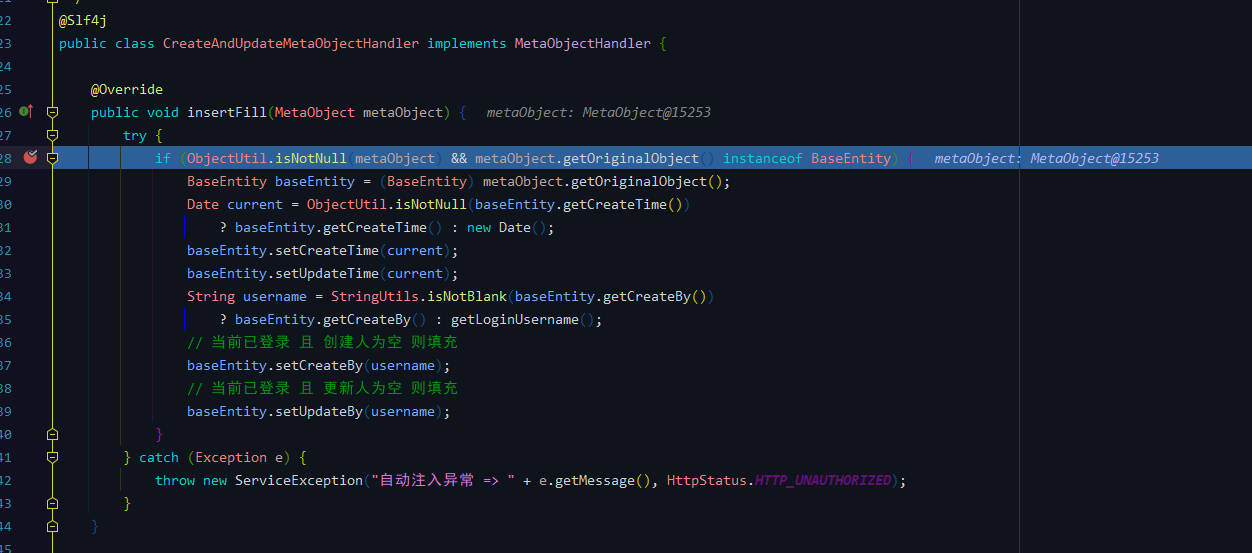 22 @Slf4j
23 public class CreateAndUpdateMetaObjectHandler implements MetaObjectHandler {
24
25 @Override
26 public void insertFill(MetaObject metaObject) { metaObject: MetaObject@15253
27 try {
28 if (ObjectUtil.isNotNull(metaObject) && metaObject.getOriginalObject() instanceof BaseEntity) { metaObject: MetaObject@15253
29 BaseEntity baseEntity = (BaseEntity) metaObject.getOriginalObject();
30 Date current = ObjectUtil.isNotNull(baseEntity.getCreateTime())
31 ? baseEntity.getCreateTime() : new Date();
32 baseEntity.setCreateTime(current);
33 baseEntity.setUpdateTime(current);
34 String username = StringUtils.isNotBlank(baseEntity.getCreateBy())
35 ? baseEntity.getCreateBy() : getLoginUsername();
36 // 当前已登录 且 创建人为空 则填充
37 baseEntity.setCreateBy(username);
38 // 当前已登录 且 更新人为空 则填充
39 baseEntity.setUpdateBy(username);
40 }
41 } catch (Exception e) {
42 throw new ServiceException("自动注入异常 => " + e.getMessage(), HttpStatus.HTTP_UNAUTHORIZED);
43 }
44 }
45